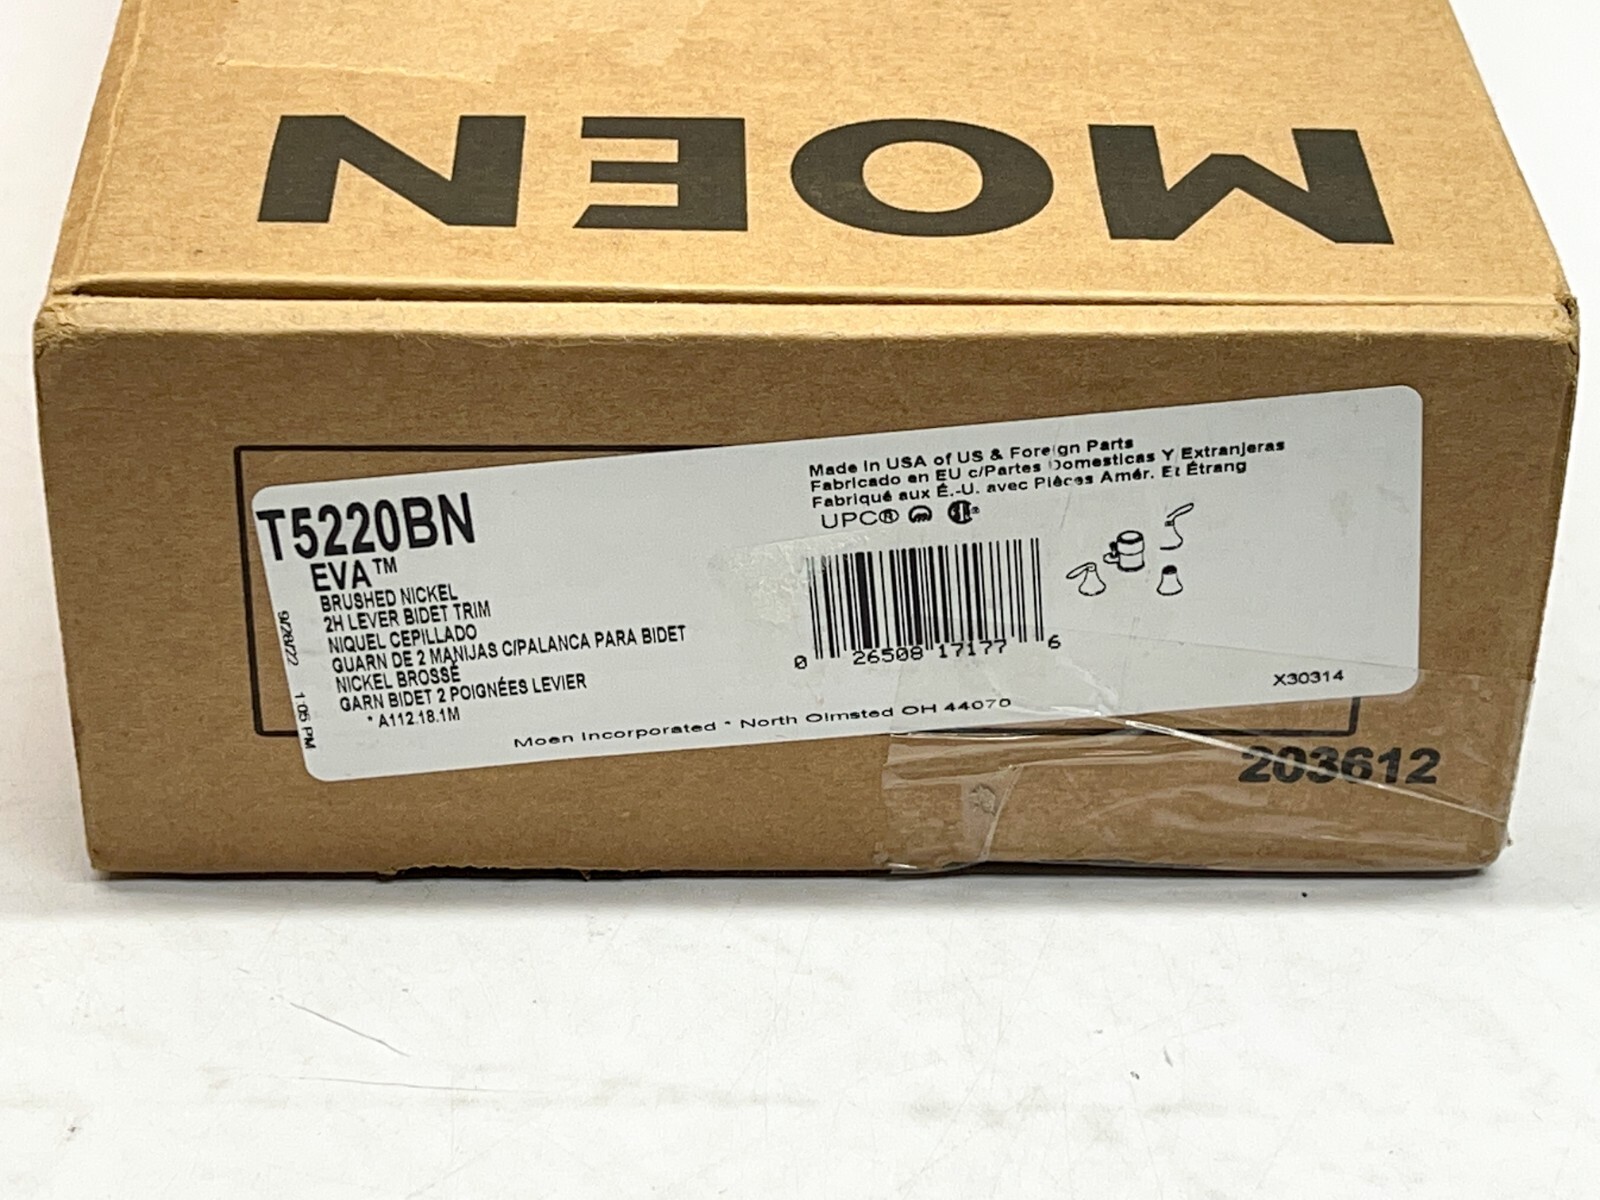 MOEN
T5220BN
EVA™
BRUSHED NICKEL
2H LEVER BIDET TRIM
NIQUEL CEPILLADO
GUARN DE 2 MANIJAS C/PALANCA PARA BIDET
NICKEL BROSSÉ
GARN BIDET 2 POIGNÉES LEVIER
* A112.18.1M
9/28/22 1:05 PM
Made in USA of US & Foreign Parts
Fabricado en EU c/Partes Domesticas Y Extranjeras
Fabriqué aux É.-U. avec Pièces Amér. Et Étrang
UPC®
0 26508 17177 6
X30314
Moen Incorporated * North Olmsted OH 44070
203612